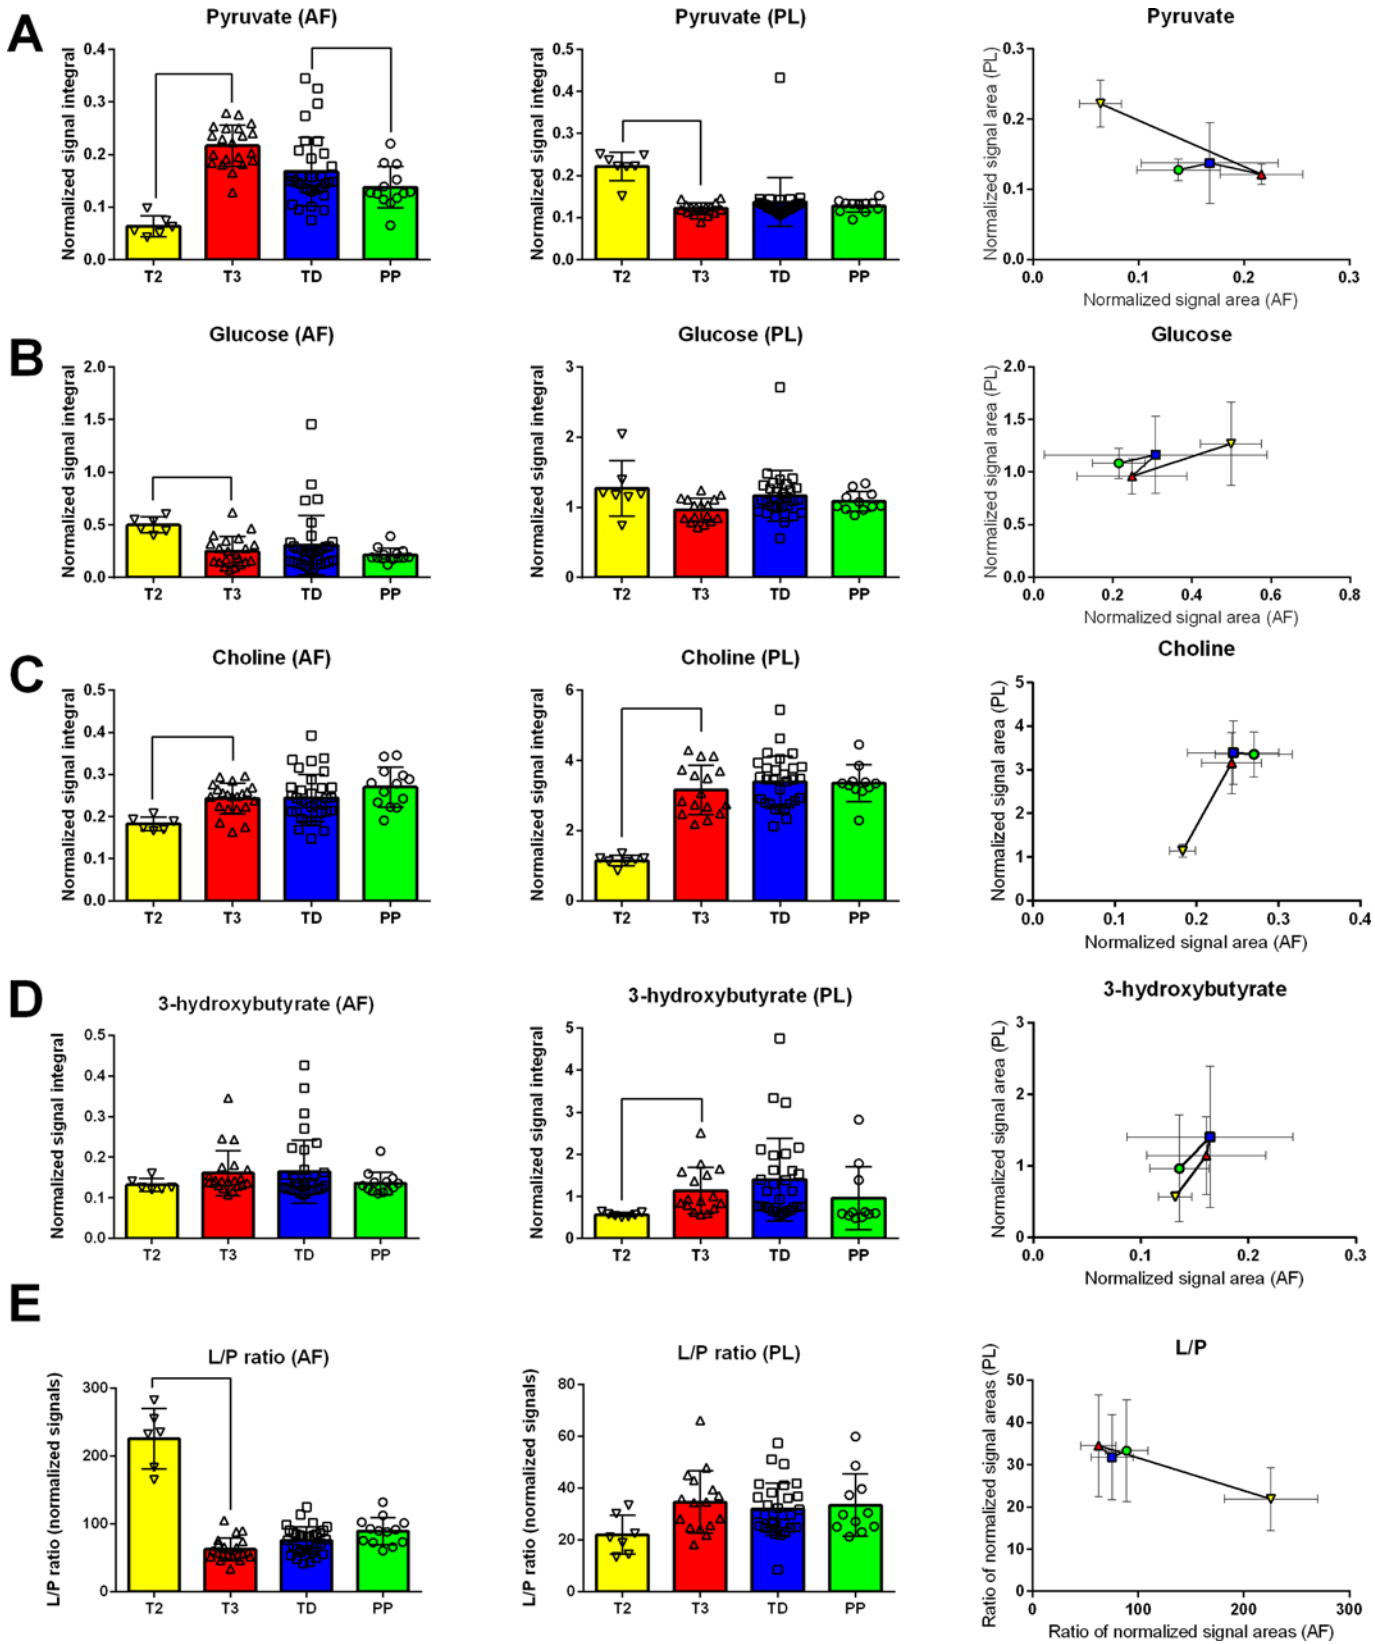 A
Pyruvate (AF)
Normalized signal integral
0.4
0.3
0.2
0.1
0.0
T2 T3 TD PP
Pyruvate (PL)
Normalized signal integral
0.5
0.4
0.3
0.2
0.1
0.0
T2 T3 TD PP
Pyruvate
Normalized signal area (PL)
0.3
0.2
0.1
0.0
0.0 0.1 0.2 0.3
Normalized signal area (AF)
B
Glucose (AF)
Normalized signal integral
2.0
1.5
1.0
0.5
0.0
T2 T3 TD PP
Glucose (PL)
Normalized signal integral
3
2
1
0
T2 T3 TD PP
Glucose
Normalized signal area (PL)
2.0
1.5
1.0
0.5
0.0
0.0 0.2 0.4 0.6 0.8
Normalized signal area (AF)
C
Choline (AF)
Normalized signal integral
0.5
0.4
0.3
0.2
0.1
0.0
T2 T3 TD PP
Choline (PL)
Normalized signal integral
6
4
2
0
T2 T3 TD PP
Choline
Normalized signal area (PL)
5
4
3
2
1
0
0.0 0.1 0.2 0.3 0.4
Normalized signal area (AF)
D
3-hydroxybutyrate (AF)
Normalized signal integral
0.5
0.4
0.3
0.2
0.1
0.0
T2 T3 TD PP
3-hydroxybutyrate (PL)
Normalized signal integral
5
4
3
2
1
0
T2 T3 TD PP
3-hydroxybutyrate
Normalized signal area (PL)
3
2
1
0
0.0 0.1 0.2 0.3
Normalized signal area (AF)
E
L/P ratio (AF)
L/P ratio (normalized signals)
300
200
100
0
T2 T3 TD PP
L/P ratio (PL)
L/P ratio (normalized signals)
80
60
40
20
0
T2 T3 TD PP
L/P
Ratio of normalized signal areas (PL)
50
40
30
20
10
0
0 100 200 300
Ratio of normalized signal areas (AF)